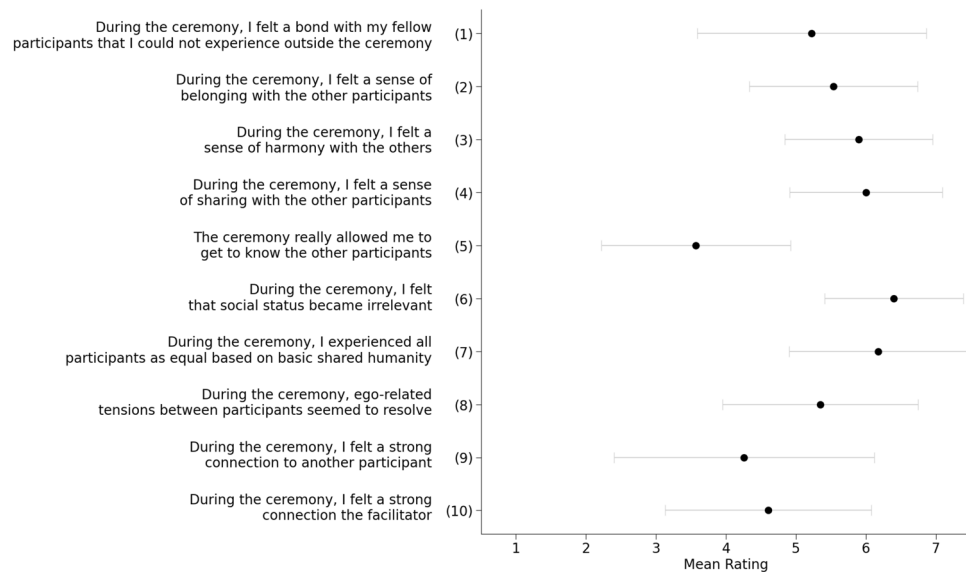 During the ceremony, I felt a bond with my fellow
participants that I could not experience outside the ceremony
(1)
During the ceremony, I felt a sense of
belonging with the other participants
(2)
During the ceremony, I felt a
sense of harmony with the others
(3)
During the ceremony, I felt a sense
of sharing with the other participants
(4)
The ceremony really allowed me to
get to know the other participants
(5)
During the ceremony, I felt
that social status became irrelevant
(6)
During the ceremony, I experienced all
participants as equal based on basic shared humanity
(7)
During the ceremony, ego-related
tensions between participants seemed to resolve
(8)
During the ceremony, I felt a strong
connection to another participant
(9)
During the ceremony, I felt a strong
connection the facilitator
(10)
1 2 3 4 5 6 7
Mean Rating